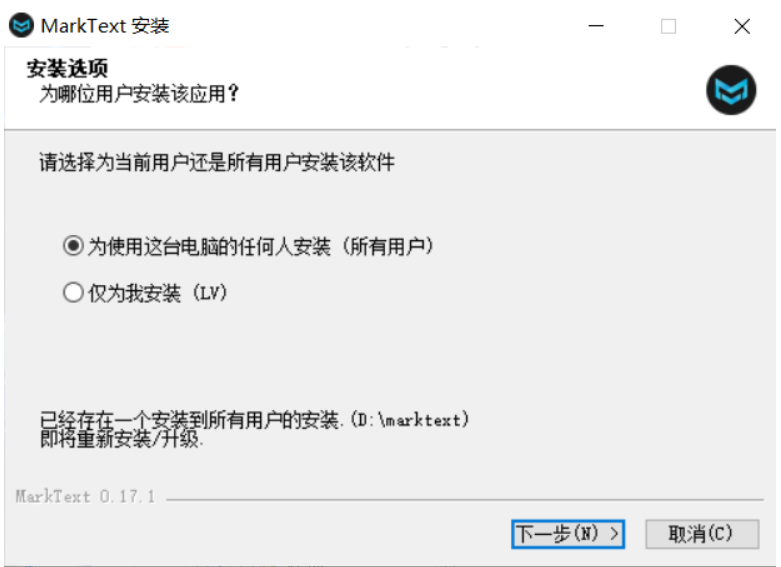 MarkText 安装
安装选项
为哪位用户安装该应用?
请选择为当前用户还是所有用户安装该软件
为使用这台电脑的任何人安装 (所有用户)
仅为我安装 (LV)
已经存在一个安装到所有用户的安装.(D:\marktext)
即将重新安装/升级.
MarkText 0.17.1
下一步(N) >
取消(C)